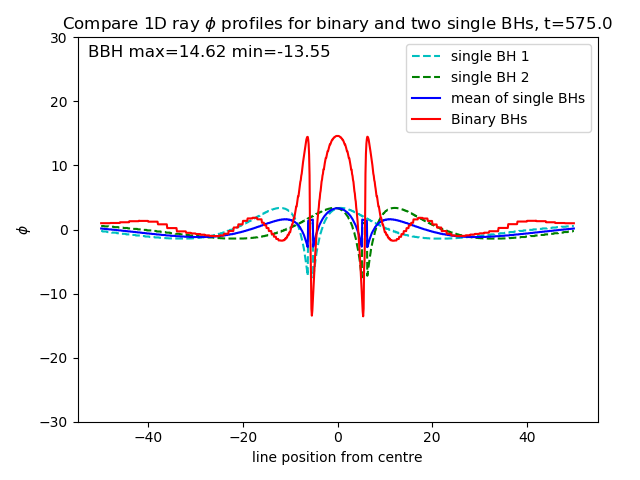 Compare 1D ray ϕ profiles for binary and two single BHs, t=575.0
BBH max=14.62 min=-13.55
single BH 1
single BH 2
mean of single BHs
Binary BHs
30
20
10
0
−10
−20
−30
ϕ
−40
−20
0
20
40
line position from centre